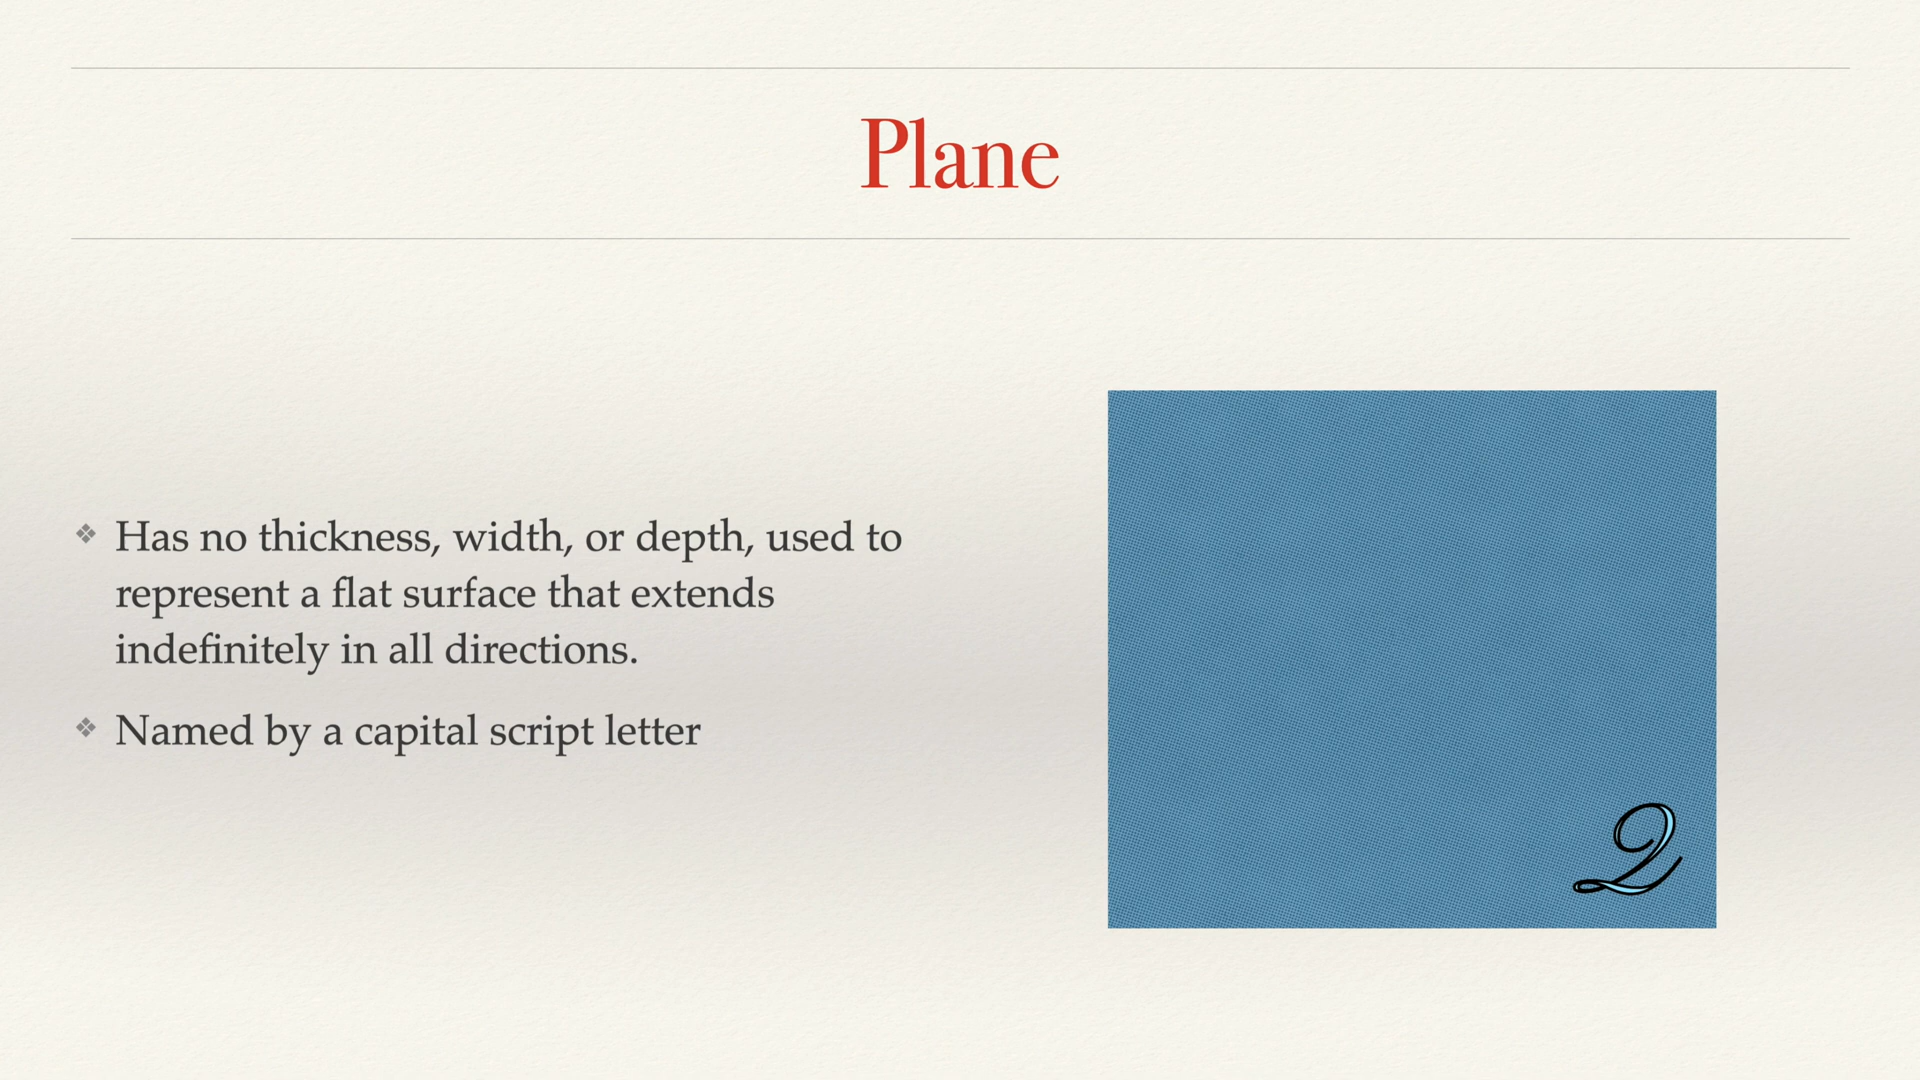 Plane
❖ Has no thickness, width, or depth, used to
represent a flat surface that extends
indefinitely in all directions.
❖ Named by a capital script letter
𝒬